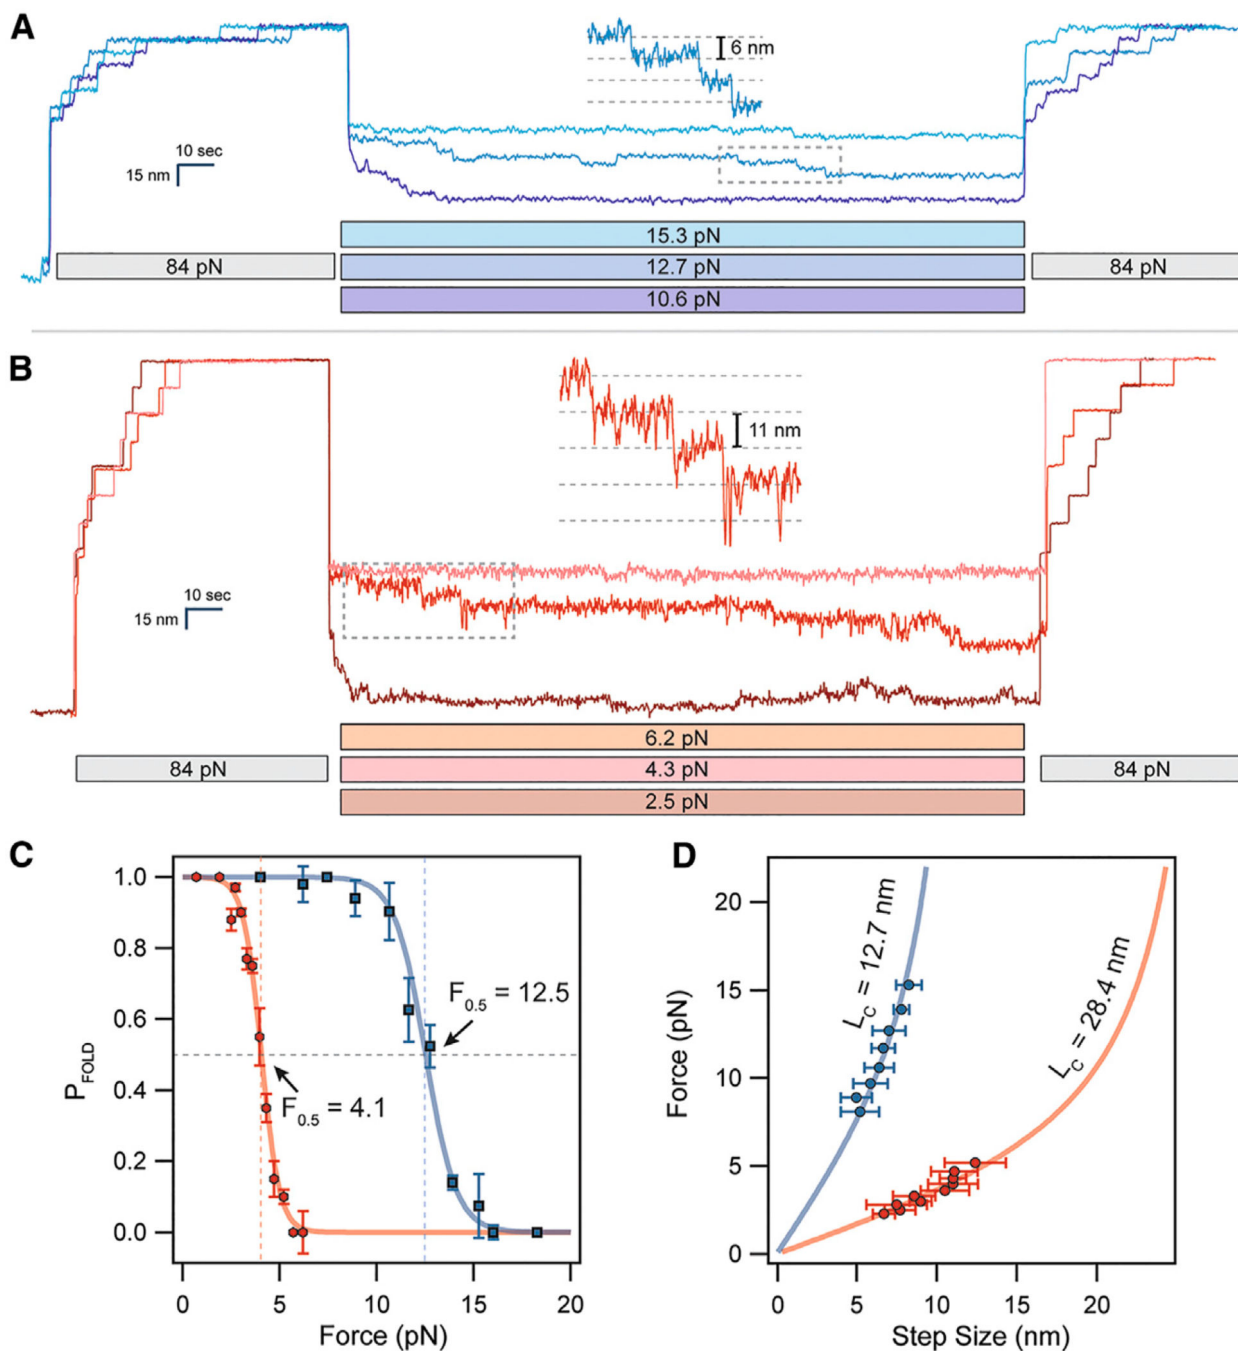 A
6 nm
10 sec
15 nm
15.3 pN
84 pN
12.7 pN
84 pN
10.6 pN
B
11 nm
10 sec
15 nm
6.2 pN
84 pN
4.3 pN
84 pN
2.5 pN
C
1.0
0.8
0.6
0.4
0.2
0.0
P_FOLD
F_0.5 = 12.5
F_0.5 = 4.1
0 5 10 15 20
Force (pN)
D
20
15
10
5
0
Force (pN)
L_C = 12.7 nm
L_C = 28.4 nm
0 5 10 15 20
Step Size (nm)